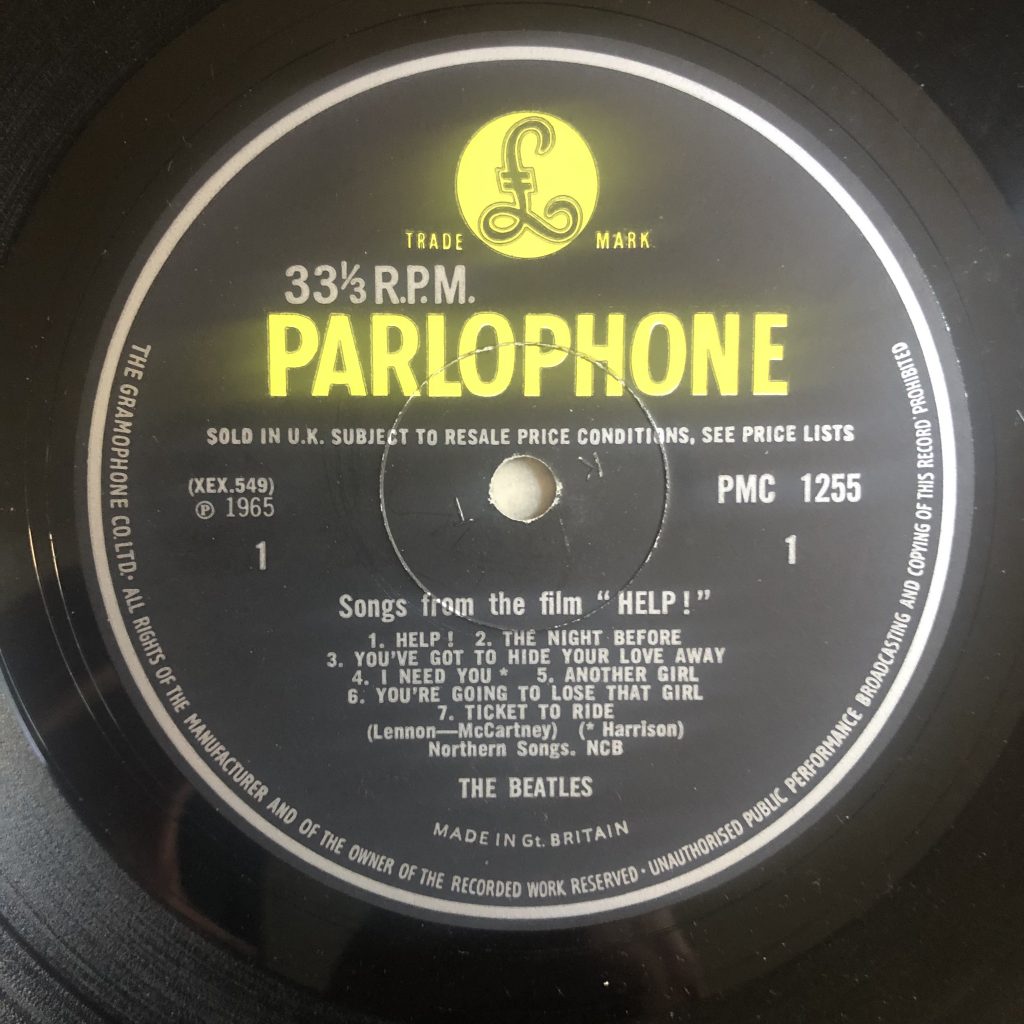 £
TRADE MARK
33⅓ R.P.M.
PARLOPHONE
SOLD IN U.K. SUBJECT TO RESALE PRICE CONDITIONS, SEE PRICE LISTS
(XEX.549)
℗ 1965
PMC 1255
1
1
Songs from the film "HELP!"
1. HELP! 2. THE NIGHT BEFORE
3. YOU'VE GOT TO HIDE YOUR LOVE AWAY
4. I NEED YOU * 5. ANOTHER GIRL
6. YOU'RE GOING TO LOSE THAT GIRL
7. TICKET TO RIDE
(Lennon—McCartney) (* Harrison)
Northern Songs. NCB
THE BEATLES
MADE IN Gt. BRITAIN
THE GRAMOPHONE CO. LTD. · ALL RIGHTS OF THE MANUFACTURER AND OF THE OWNER OF THE RECORDED WORK RESERVED · UNAUTHORISED PUBLIC PERFORMANCE BROADCASTING AND COPYING OF THIS RECORD PROHIBITED
K
T